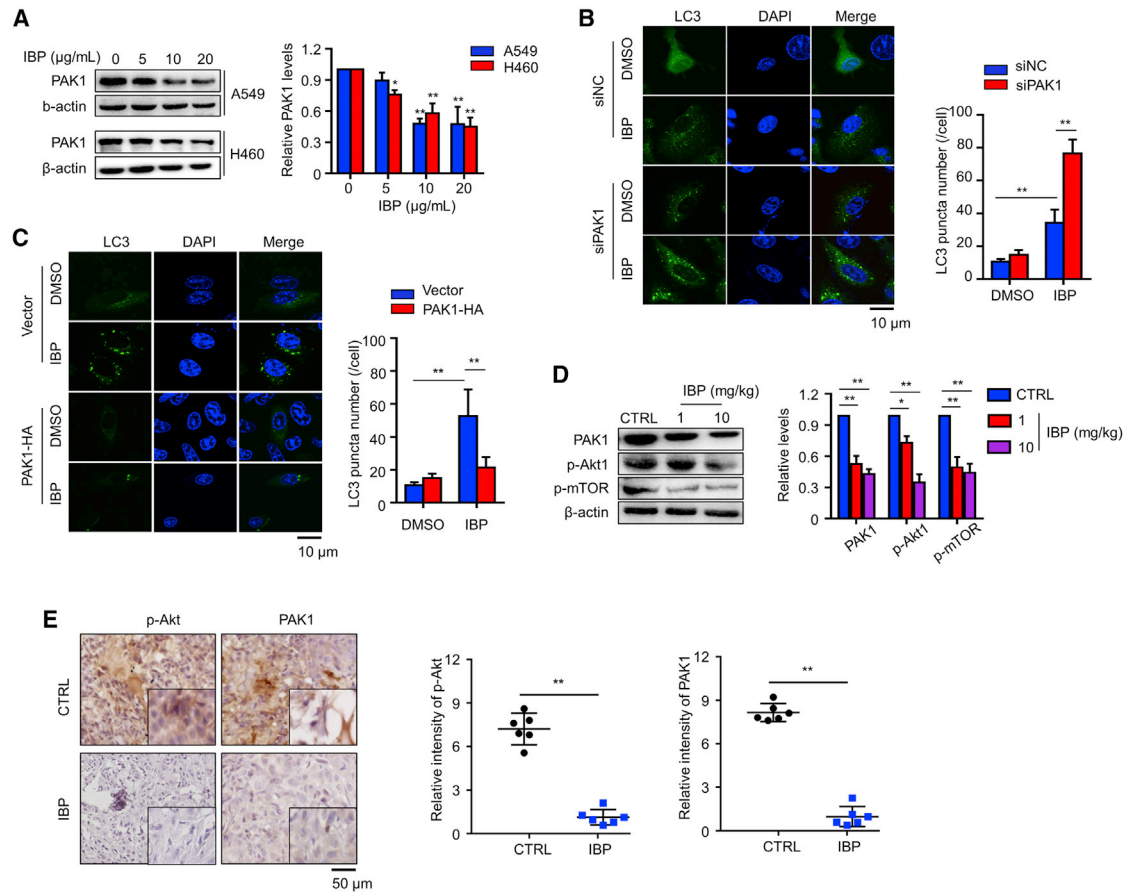 A
IBP (µg/mL) 0 5 10 20
PAK1
b-actin
A549
PAK1
β-actin
H460
A549
H460
Relative PAK1 levels
1.2
0.9
0.6
0.3
0
*
**
**
**
**
0 5 10 20
IBP (µg/mL)
B
LC3 DAPI Merge
siNC
DMSO
IBP
siPAK1
DMSO
IBP
10 µm
siNC
siPAK1
LC3 puncta number (/cell)
100
80
60
40
20
0
**
**
DMSO IBP
C
LC3 DAPI Merge
Vector
DMSO
IBP
PAK1-HA
DMSO
IBP
10 µm
Vector
PAK1-HA
LC3 puncta number (/cell)
100
80
60
40
20
0
**
**
DMSO IBP
D
IBP (mg/kg)
CTRL 1 10
PAK1
p-Akt1
p-mTOR
β-actin
Relative levels
1.2
0.9
0.6
0.3
0
**
**
**
*
**
**
PAK1 p-Akt1 p-mTOR
CTRL
1
10
IBP (mg/kg)
E
p-Akt PAK1
CTRL
IBP
50 µm
Relative intensity of p-Akt
12
9
6
3
0
**
CTRL IBP
Relative intensity of PAK1
12
9
6
3
0
**
CTRL IBP